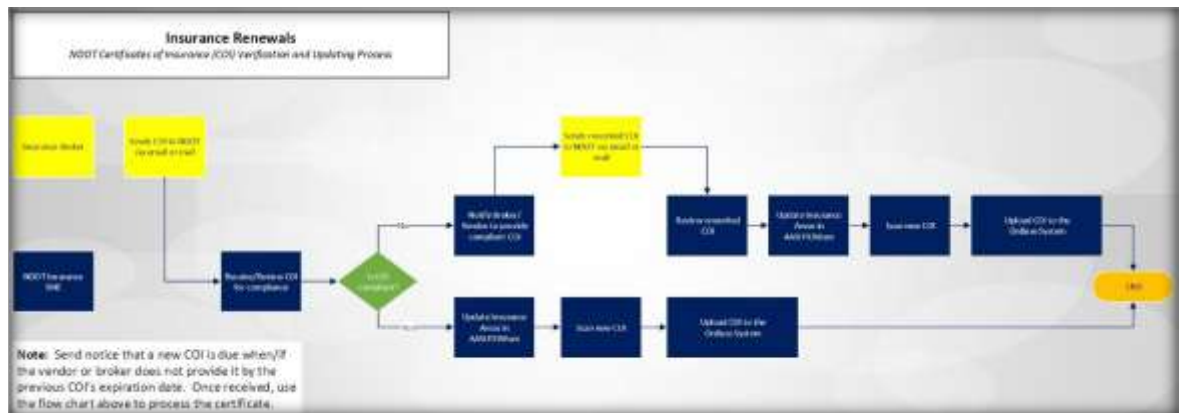 Insurance Renewals
NDOT Certificates of Insurance (COI) Verification and Updating Process
Insurance Broker
Sends COI to NDOT
via email or mail
Sends resubmitted COI
to NDOT via email or
mail
Notify Broker/
Vendor to provide
compliant COI
Review resubmitted
COI
Update Insurance
Areas in
Scan new COI
Upload COI to the
OnBase System
NDOT Insurance
SME
Receive/Review COI
for compliance
Is COI
compliant?
END
Update Insurance
Areas in
Scan new COI
Upload COI to the
OnBase System
Note: Send notice that a new COI is due when/if
the vendor or broker does not provide it by the
previous COI's expiration date. Once received, use
the flow chart above to process the certificate.